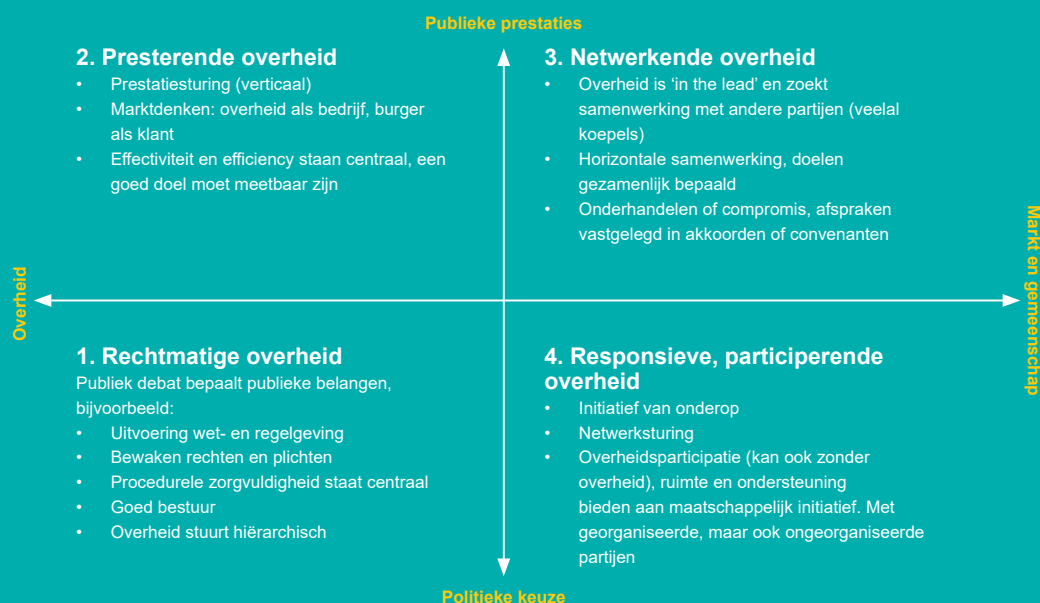 Publieke prestaties
2. Presterende overheid
• Prestatiesturing (verticaal)
• Marktdenken: overheid als bedrijf, burger
als klant
• Effectiviteit en efficiency staan centraal, een
goed doel moet meetbaar zijn
3. Netwerkende overheid
• Overheid is ‘in the lead’ en zoekt
samenwerking met andere partijen (veelal
koepels)
• Horizontale samenwerking, doelen
gezamenlijk bepaald
• Onderhandelen of compromis, afspraken
vastgelegd in akkoorden of convenanten
Overheid
Markt en gemeenschap
1. Rechtmatige overheid
Publiek debat bepaalt publieke belangen,
bijvoorbeeld:
• Uitvoering wet- en regelgeving
• Bewaken rechten en plichten
• Procedurele zorgvuldigheid staat centraal
• Goed bestuur
• Overheid stuurt hiërarchisch
4. Responsieve, participerende
overheid
• Initiatief van onderop
• Netwerksturing
• Overheidsparticipatie (kan ook zonder
overheid), ruimte en ondersteuning
bieden aan maatschappelijk initiatief. Met
georganiseerde, maar ook ongeorganiseerde
partijen
Politieke keuze